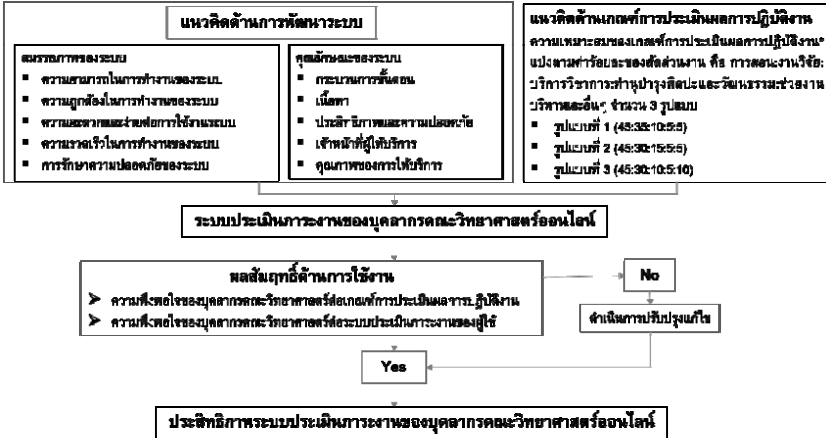 แนวคิดด้านการพัฒนาระบบ
สมรรถภาพของระบบ
▪ ความสามารถในการทำงานของระบบ
▪ ความถูกต้องในการทำงานของระบบ
▪ ความสะดวกและง่ายต่อการใช้งานระบบ
▪ ความรวดเร็วในการทำงานของระบบ
▪ การรักษาความปลอดภัยของระบบ
คุณลักษณะของระบบ
▪ กระบวนการขั้นตอน
▪ เนื้อหา
▪ ประสิทธิภาพและความปลอดภัย
▪ เจ้าหน้าที่ผู้ให้บริการ
▪ คุณภาพของการให้บริการ
แนวคิดด้านเกณฑ์การประเมินผลการปฏิบัติงาน
ความเหมาะสมของเกณฑ์การประเมินผลการปฏิบัติงาน*
แบ่งตามค่าร้อยละของสัดส่วนงาน คือ การสอน:งานวิจัย:
บริการวิชาการ:ทำนุบำรุงศิลปะและวัฒนธรรม:ช่วยงาน
บริหารและอื่นๆ จำนวน 3 รูปแบบ
▪ รูปแบบที่ 1 (45:35:10:5:5)
▪ รูปแบบที่ 2 (45:30:15:5:5)
▪ รูปแบบที่ 3 (45:30:10:5:10)
ระบบประเมินภาระงานของบุคลากรคณะวิทยาศาสตร์ออนไลน์
ผลสัมฤทธิ์ด้านการใช้งาน
➢ ความพึงพอใจของบุคลากรคณะวิทยาศาสตร์ต่อเกณฑ์การประเมินผลการปฏิบัติงาน
➢ ความพึงพอใจของบุคลากรคณะวิทยาศาสตร์ต่อระบบประเมินภาระงานของผู้ใช้
No
ดำเนินการปรับปรุงแก้ไข
Yes
ประสิทธิภาพระบบประเมินภาระงานของบุคลากรคณะวิทยาศาสตร์ออนไลน์